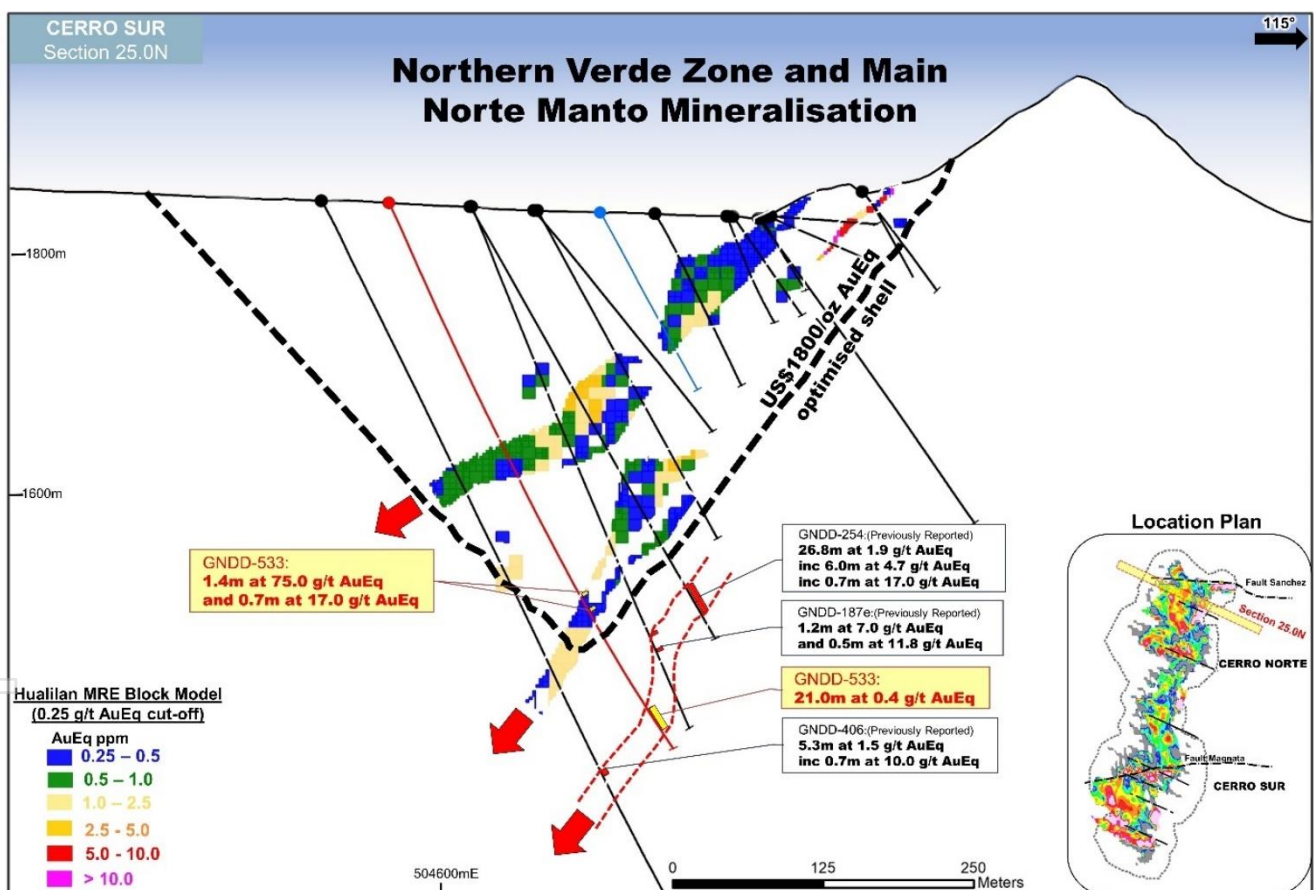 CERRO SUR
Section 25.0N
115°
Northern Verde Zone and Main
Norte Manto Mineralisation
1800m
US$1800/oz AuEq
optimised shell
1600m
GNDD-533:
1.4m at 75.0 g/t AuEq
and 0.7m at 17.0 g/t AuEq
GNDD-254:(Previously Reported)
26.8m at 1.9 g/t AuEq
inc 6.0m at 4.7 g/t AuEq
inc 0.7m at 17.0 g/t AuEq
GNDD-187e:(Previously Reported)
1.2m at 7.0 g/t AuEq
and 0.5m at 11.8 g/t AuEq
GNDD-533:
21.0m at 0.4 g/t AuEq
GNDD-406:(Previously Reported)
5.3m at 1.5 g/t AuEq
inc 0.7m at 10.0 g/t AuEq
Location Plan
Fault Sanchez
Section 25.0N
CERRO NORTE
Fault Magnata
CERRO SUR
Hualilan MRE Block Model
(0.25 g/t AuEq cut-off)
AuEq ppm
0.25 – 0.5
0.5 – 1.0
1.0 – 2.5
2.5 - 5.0
5.0 - 10.0
> 10.0
504600mE
0 125 250
Meters